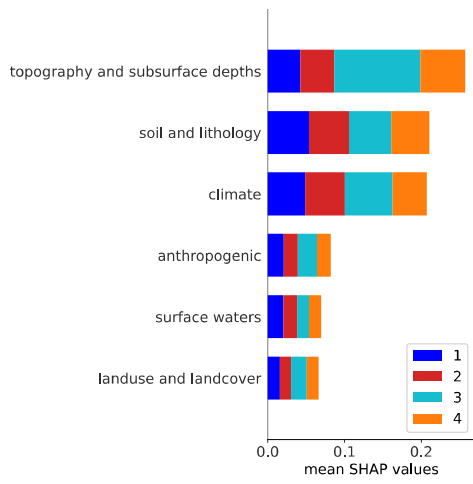 topography and subsurface depths
soil and lithology
climate
anthropogenic
surface waters
landuse and landcover
1
2
3
4
0.0 0.1 0.2
mean SHAP values